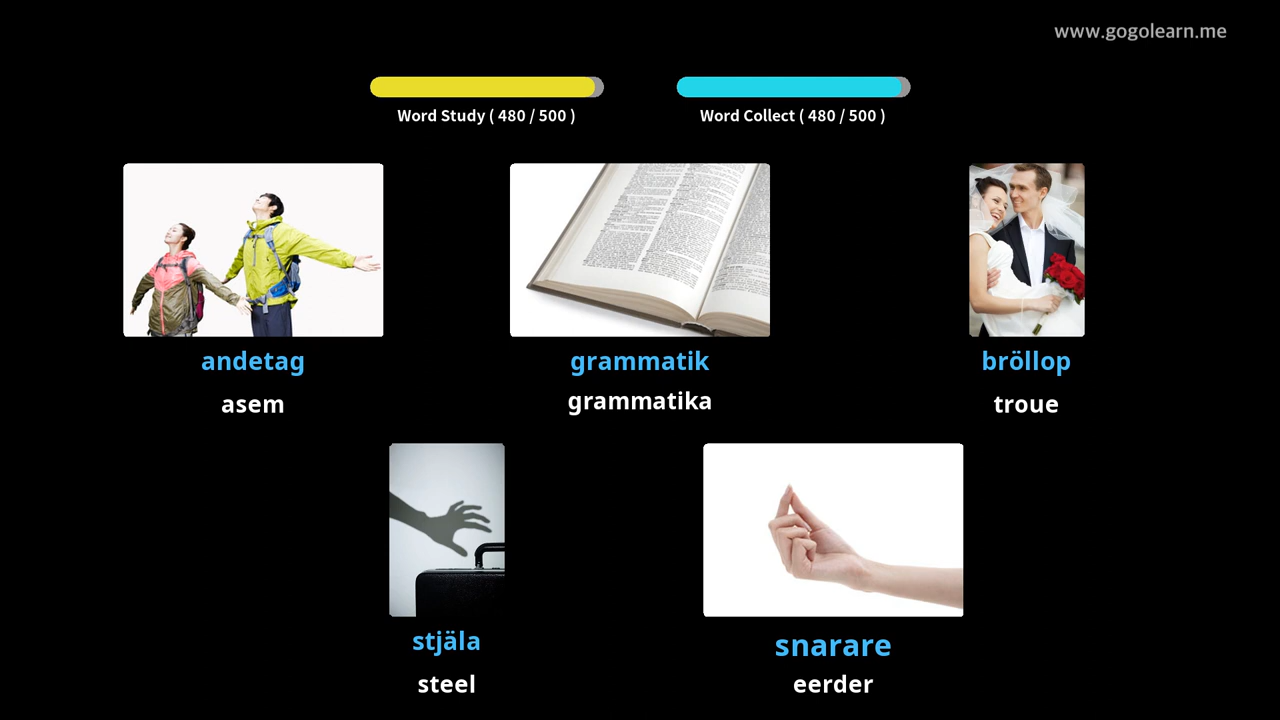 www.gogolearn.me
Word Study ( 480 / 500 )
Word Collect ( 480 / 500 )
andetag
asem
grammatik
grammatika
bröllop
troue
stjäla
steel
snarare
eerder